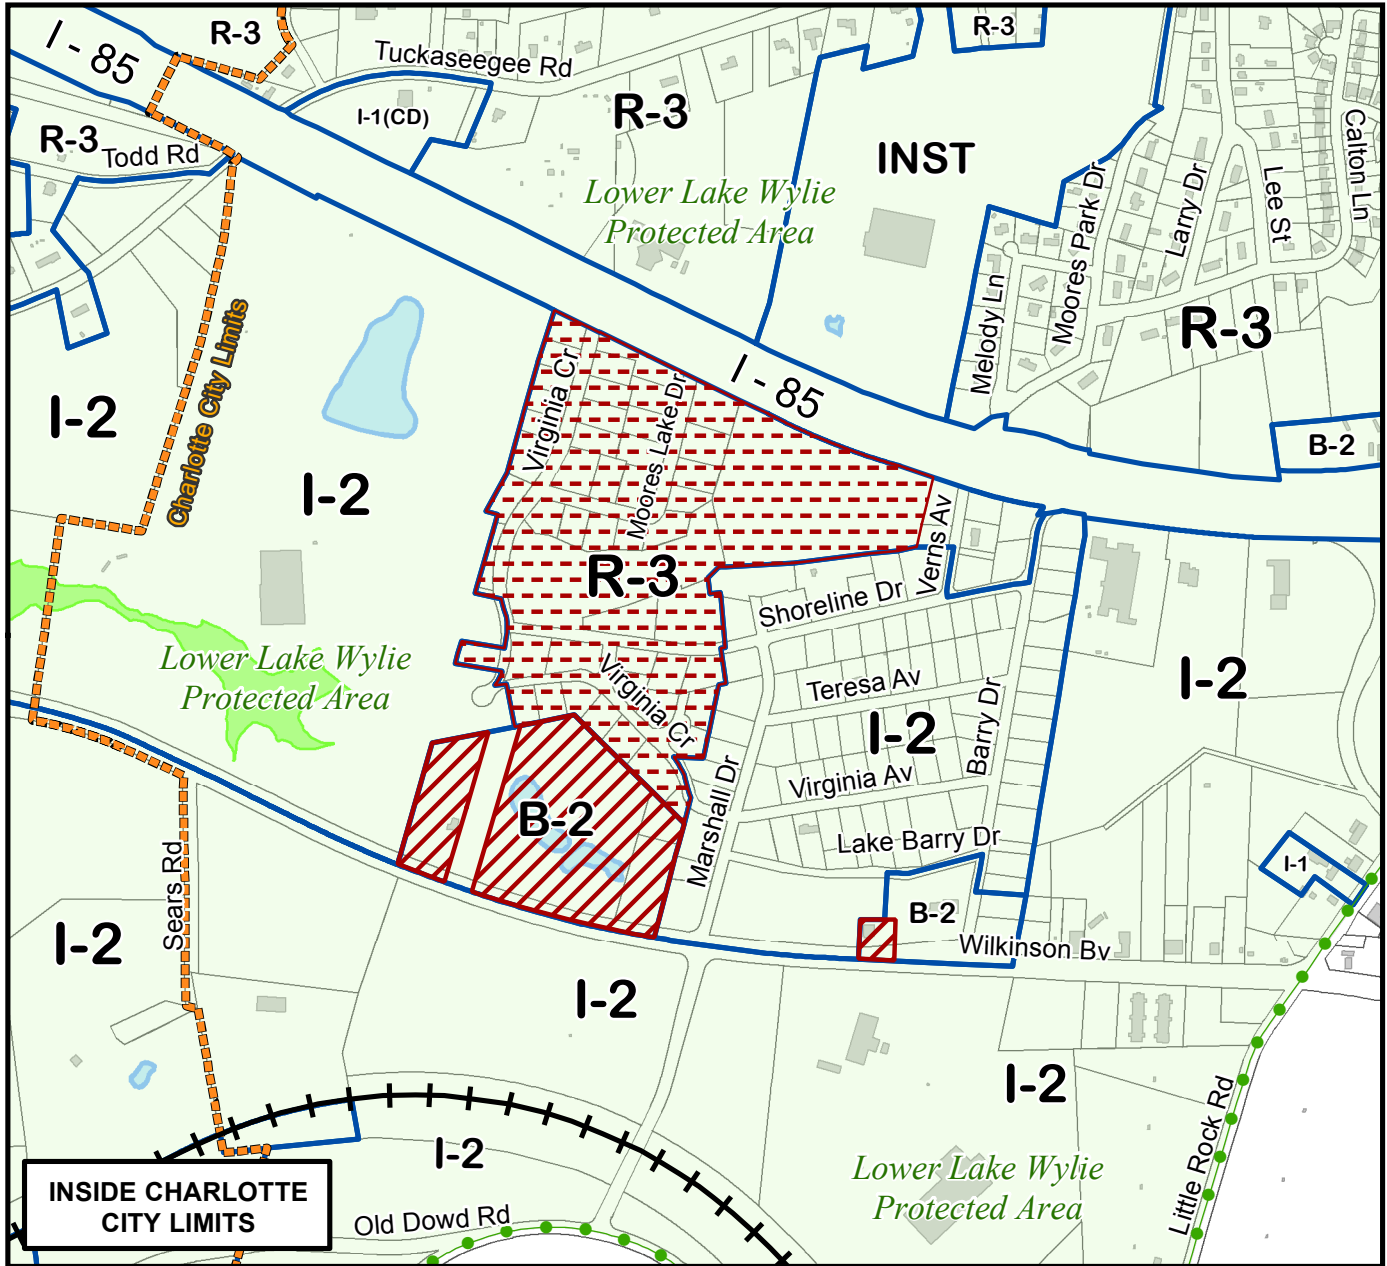 R-3
R-3
I - 85
Tuckaseegee Rd
I-1(CD)
R-3
R-3
Todd Rd
INST
Lower Lake Wylie
Protected Area
Calton Ln
Lee St
Larry Dr
Moores Park Dr
Melody Ln
R-3
Charlotte City Limits
I-2
I-2
Virginia Cr
Moores Lake Dr
I - 85
B-2
R-3
Verns Av
Shoreline Dr
Lower Lake Wylie
Protected Area
Virginia Cr
Teresa Av
I-2
Barry Dr
I-2
Virginia Av
Marshall Dr
B-2
Lake Barry Dr
I-1
Sears Rd
I-2
B-2
Wilkinson Bv
I-2
I-2
I-2
Little Rock Rd
Lower Lake Wylie
Protected Area
INSIDE CHARLOTTE
CITY LIMITS
Old Dowd Rd